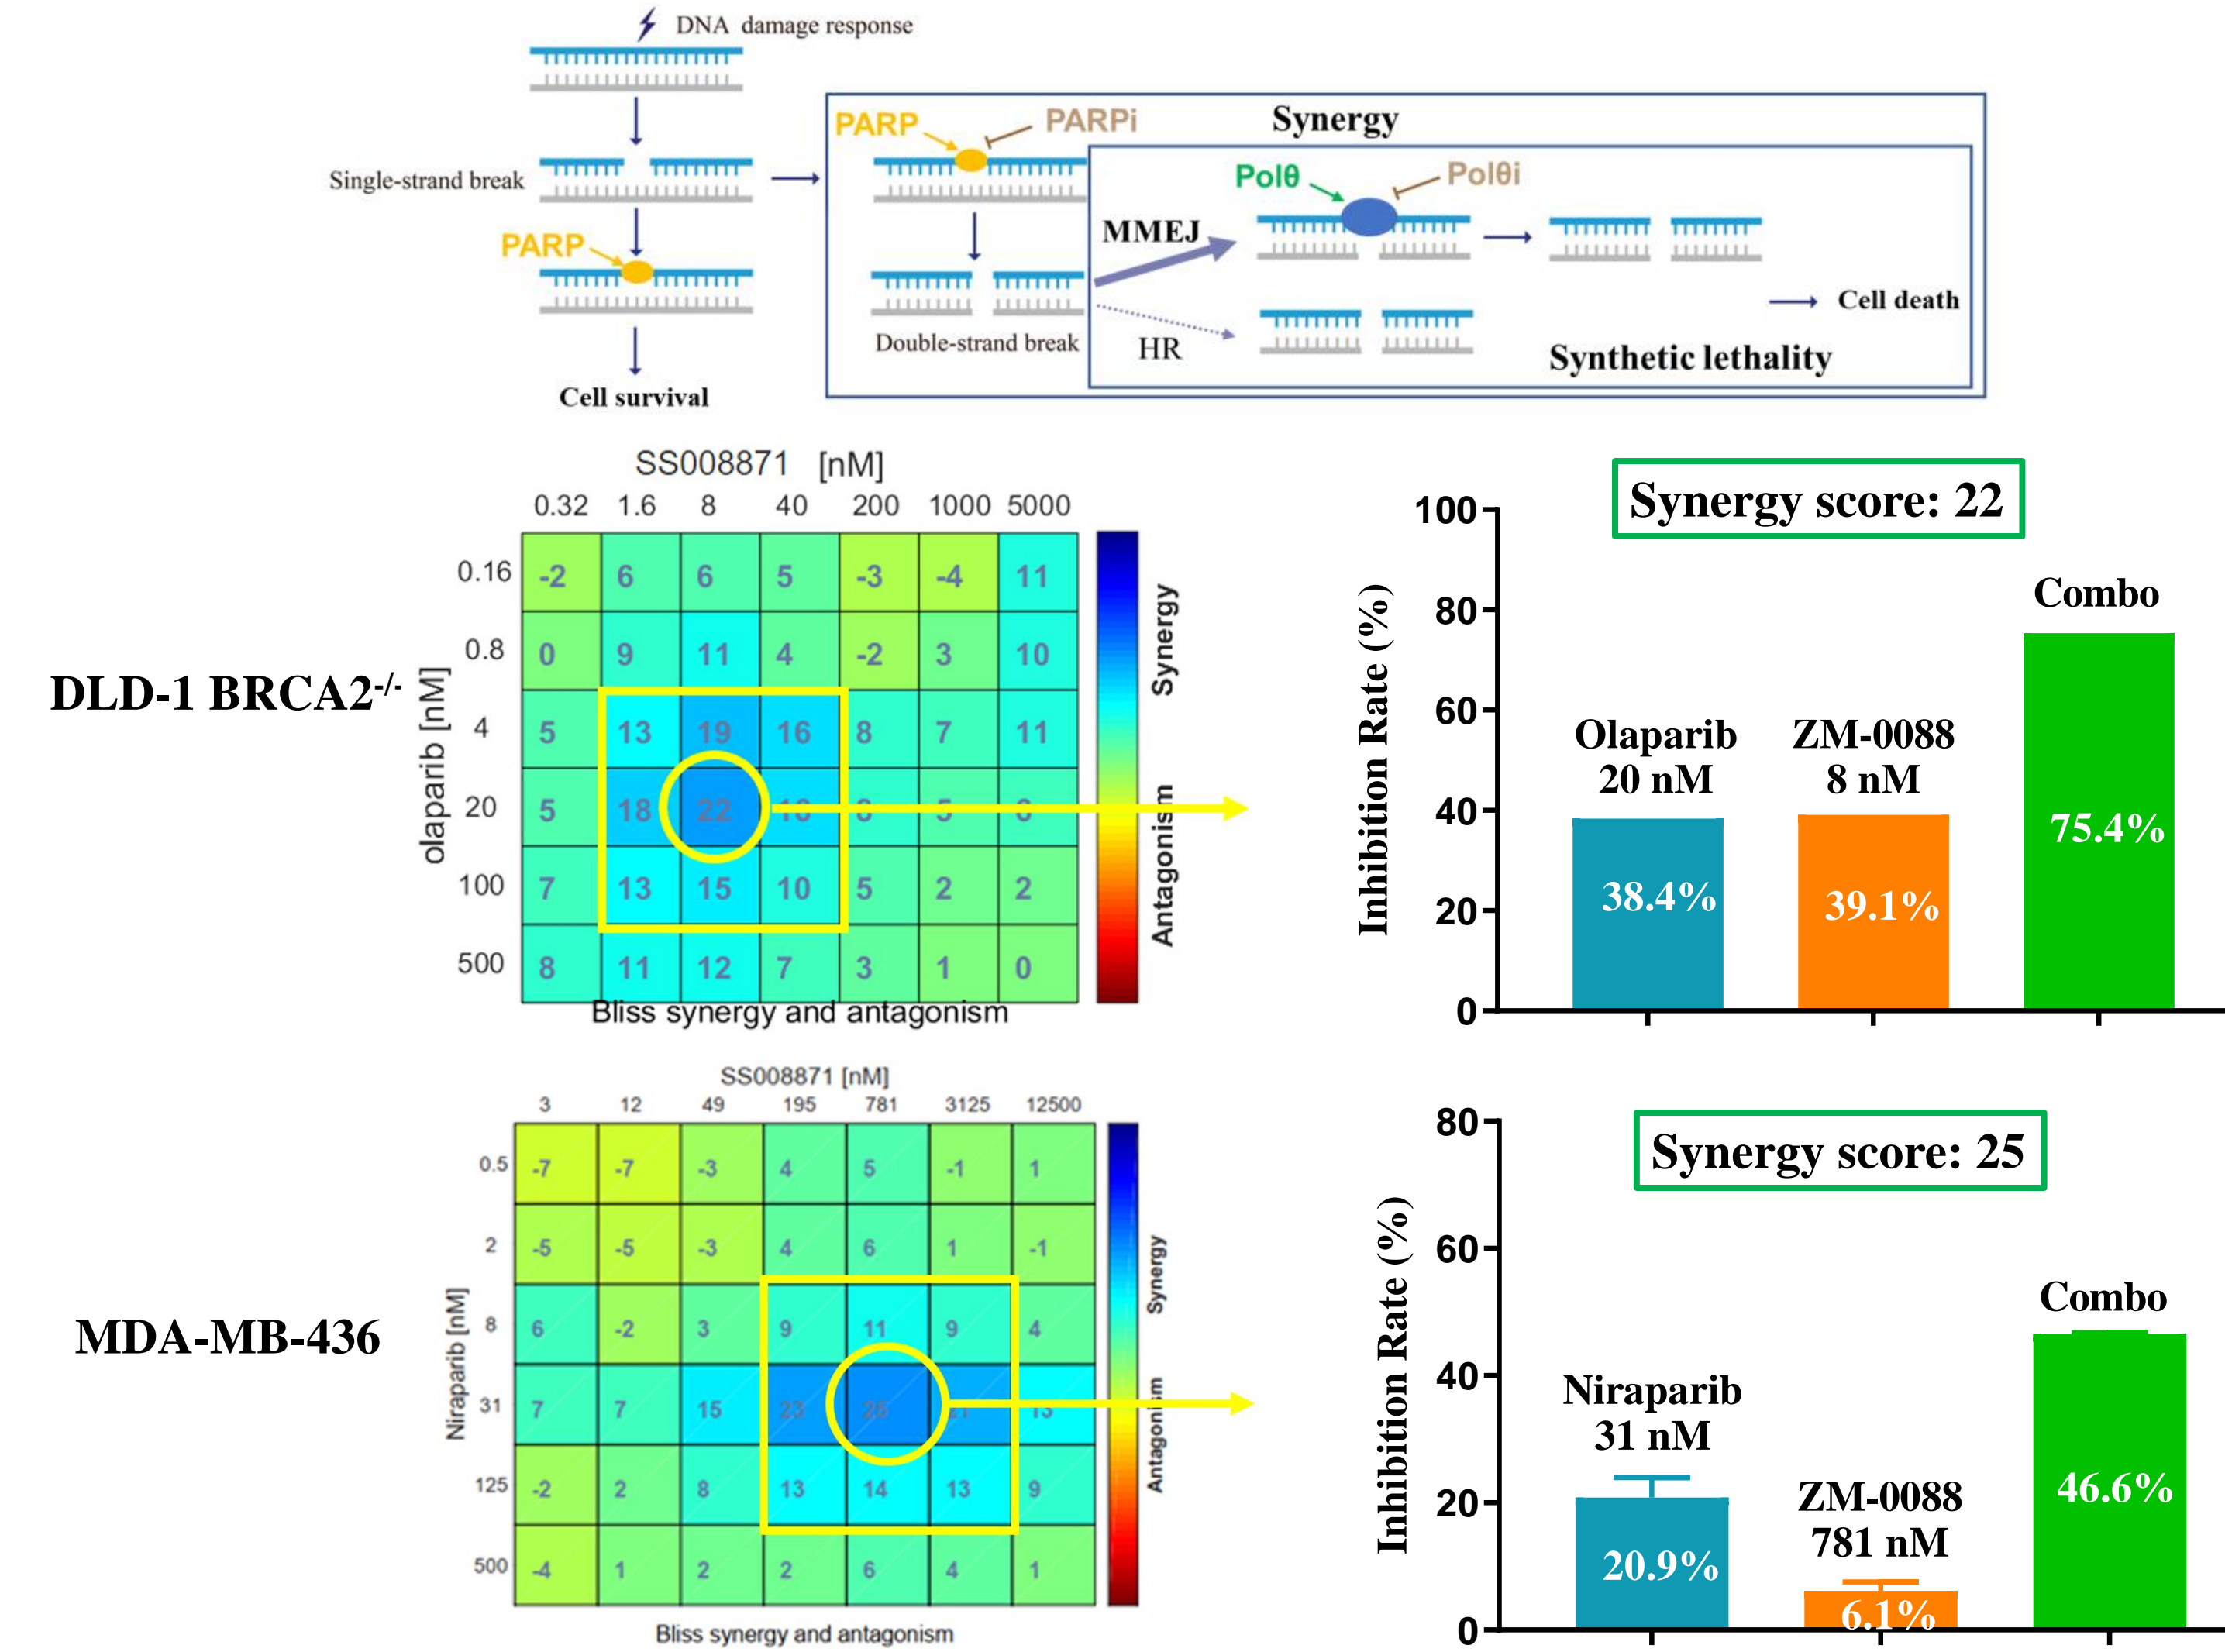 DNA damage response
Single-strand break
PARP
Cell survival
PARP
PARPi
Synergy
Double-strand break
MMEJ
HR
Polθ
Polθi
Cell death
Synthetic lethality
DLD-1 BRCA2-/-
SS008871 [nM]
0.32 1.6 8 40 200 1000 5000
olaparib [nM]
0.16 -2 6 6 5 -3 -4 11
0.8 0 9 11 4 -2 3 10
4 5 13 19 16 8 7 11
20 5 18 22
100 7 13 15 10 5 2 2
500 8 11 12 7 3 1 0
Bliss synergy and antagonism
Synergy
Antagonism
Synergy score: 22
Inhibition Rate (%)
100
80
60
40
20
0
Olaparib
20 nM
38.4%
ZM-0088
8 nM
39.1%
Combo
75.4%
MDA-MB-436
SS008871 [nM]
3 12 49 195 781 3125 12500
Niraparib [nM]
0.5 -7 -7 -3 4 5 -1 1
2 -5 -5 -3 4 6 1 -1
8 6 -2 3 9 11 9 4
31 7 7 15 23 25
125 -2 2 8 13 14 13 9
500 -4 1 2 2 6 4 1
Bliss synergy and antagonism
Synergy
Antagonism
Synergy score: 25
Inhibition Rate (%)
80
60
40
20
0
Niraparib
31 nM
20.9%
ZM-0088
781 nM
6.1%
Combo
46.6%